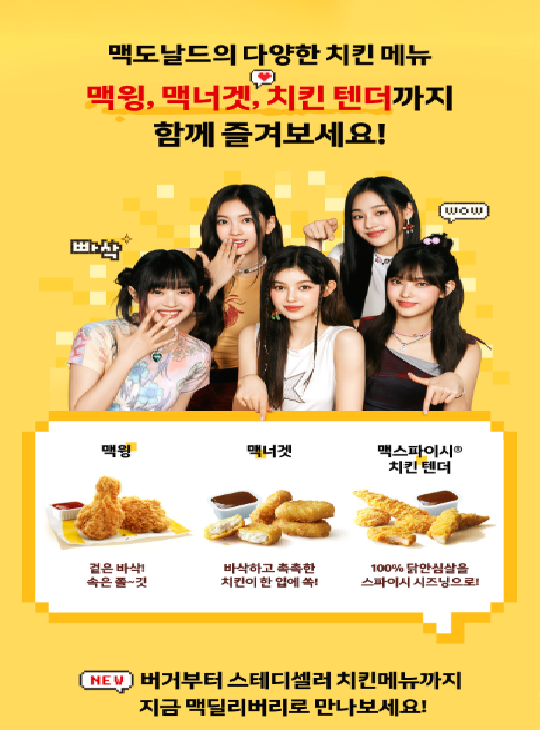 맥도날드의 다양한 치킨 메뉴
맥윙, 맥너겟, 치킨 텐더까지
함께 즐겨보세요!
WOW
빠삭
맥윙
겉은 바삭!
속은 쫄~깃
맥너겟
바삭하고 촉촉한
치킨이 한 입에 쏙!
맥스파이시®
치킨 텐더
100% 닭안심살을
스파이시 시즈닝으로!
NEW 버거부터 스테디셀러 치킨메뉴까지
지금 맥딜리버리로 만나보세요!